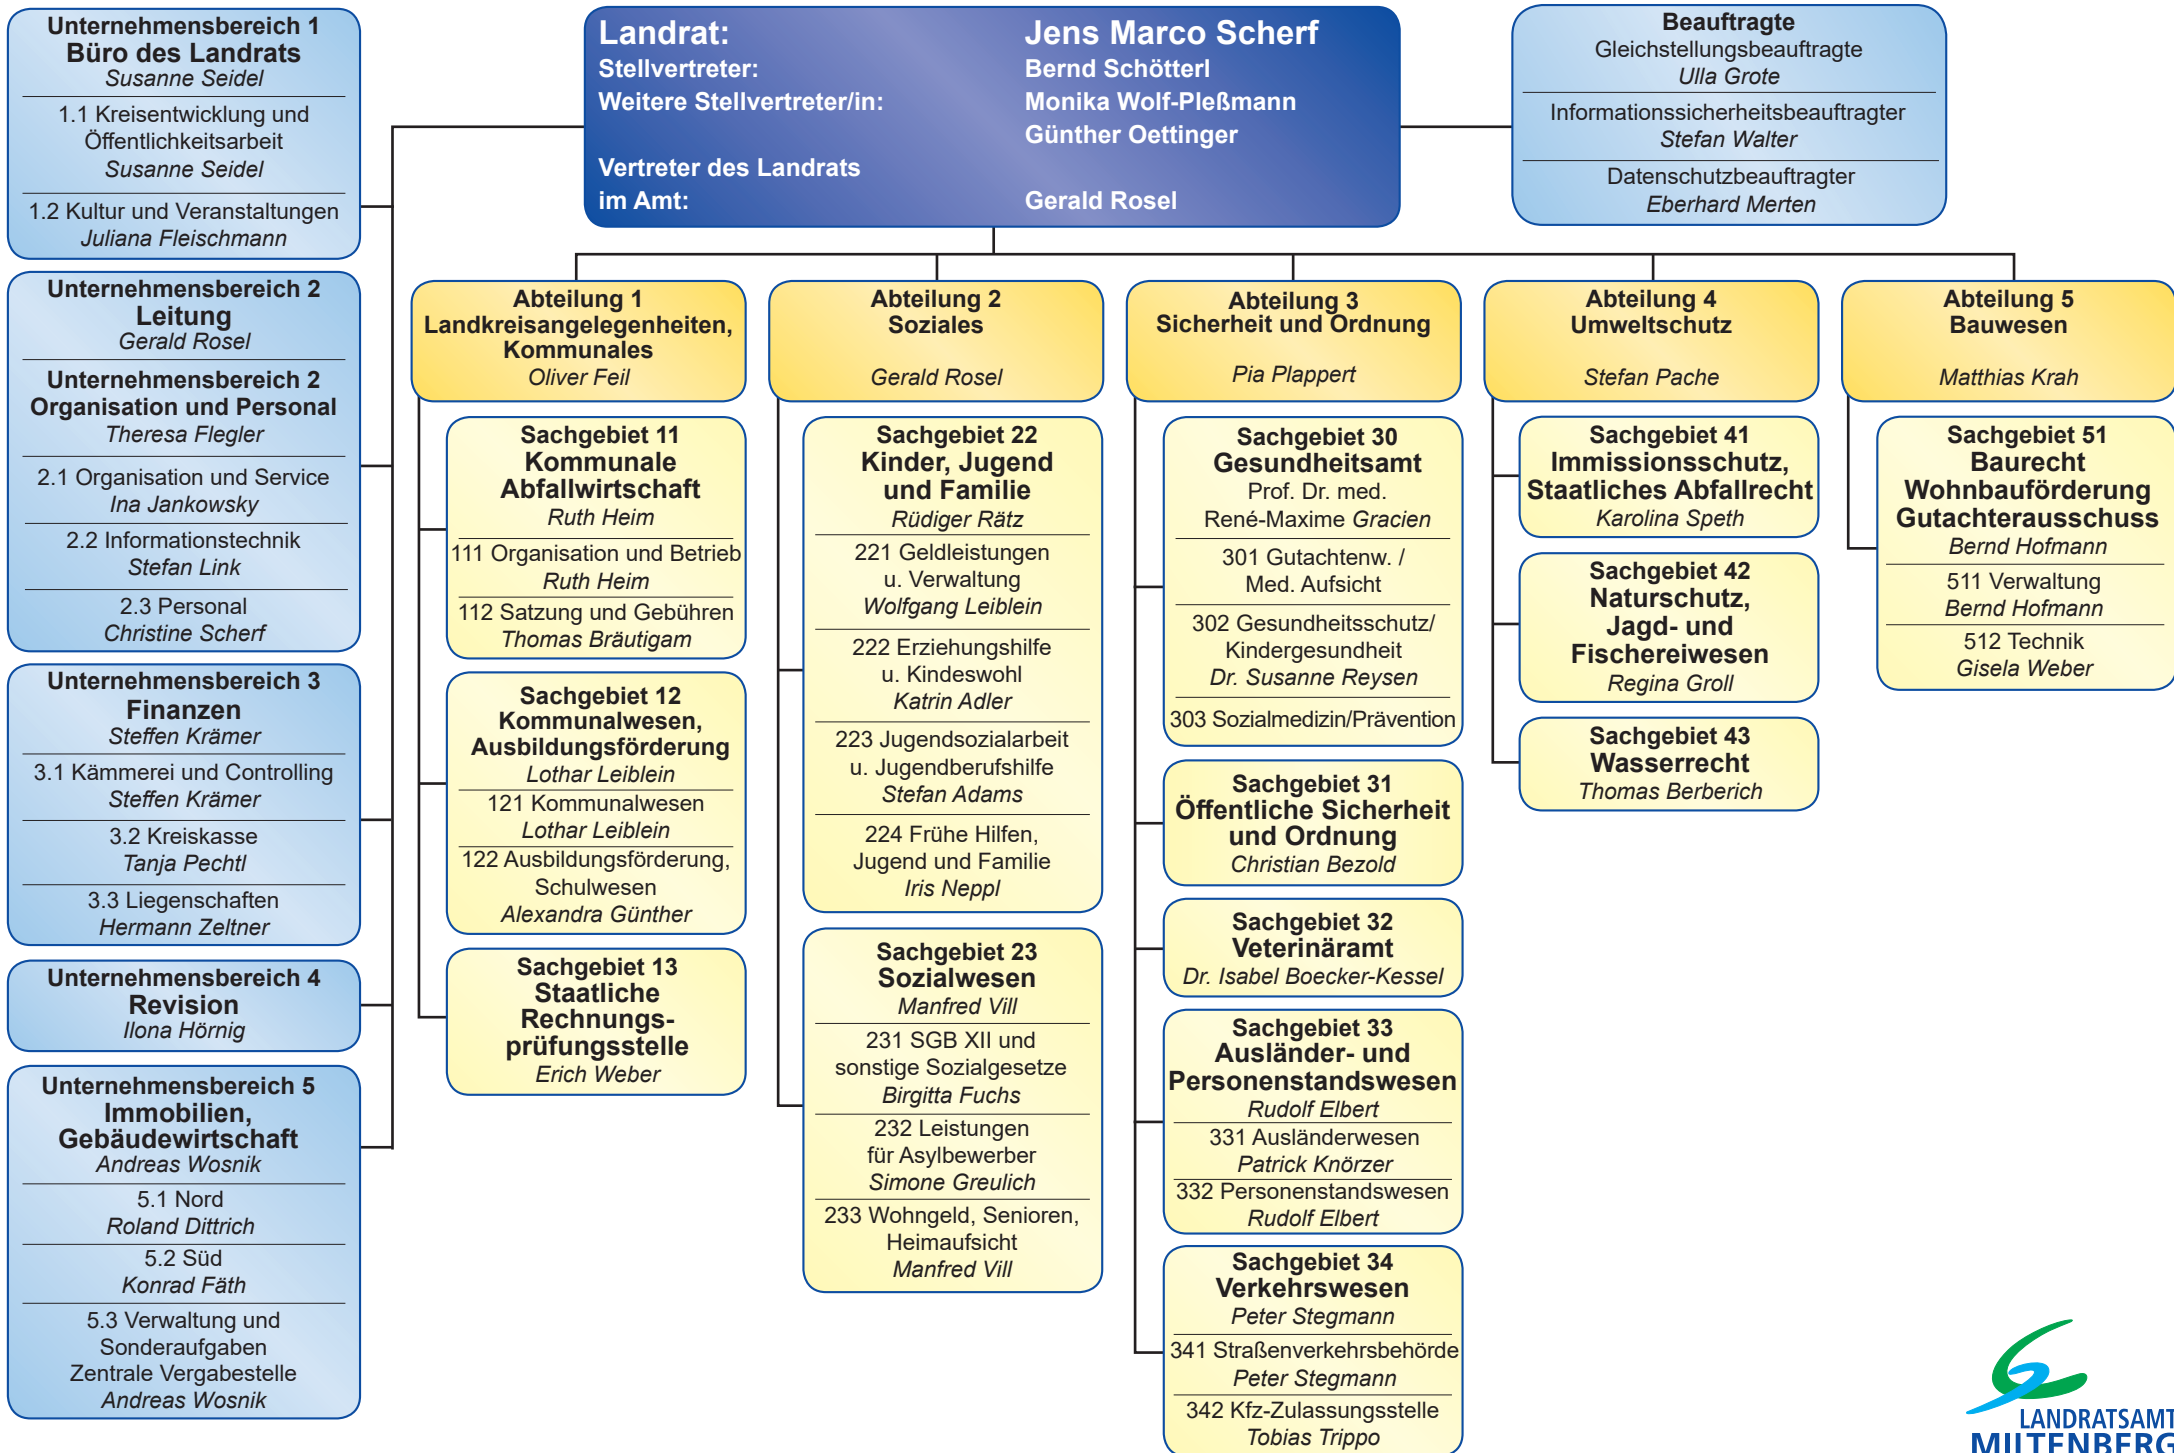 Unternehmensbereich 1
Büro des Landrats
Susanne Seidel
1.1 Kreisentwicklung und
Öffentlichkeitsarbeit
Susanne Seidel
1.2 Kultur und Veranstaltungen
Juliana Fleischmann
Landrat: Jens Marco Scherf
Stellvertreter: Bernd Schötterl
Weitere Stellvertreter/in: Monika Wolf-Pleßmann
Günther Oettinger
Vertreter des Landrats
im Amt: Gerald Rosel
Beauftragte
Gleichstellungsbeauftragte
Ulla Grote
Informationssicherheitsbeauftragter
Stefan Walter
Datenschutzbeauftragter
Eberhard Merten
Unternehmensbereich 2
Leitung
Gerald Rosel
Unternehmensbereich 2
Organisation und Personal
Theresa Flegler
2.1 Organisation und Service
Ina Jankowsky
2.2 Informationstechnik
Stefan Link
2.3 Personal
Christine Scherf
Unternehmensbereich 3
Finanzen
Steffen Krämer
3.1 Kämmerei und Controlling
Steffen Krämer
3.2 Kreiskasse
Tanja Pechtl
3.3 Liegenschaften
Hermann Zeltner
Unternehmensbereich 4
Revision
Ilona Hörnig
Unternehmensbereich 5
Immobilien,
Gebäudewirtschaft
Andreas Wosnik
5.1 Nord
Roland Dittrich
5.2 Süd
Konrad Fäth
5.3 Verwaltung und
Sonderaufgaben
Zentrale Vergabestelle
Andreas Wosnik
Abteilung 1
Landkreisangelegenheiten,
Kommunales
Oliver Feil
Sachgebiet 11
Kommunale
Abfallwirtschaft
Ruth Heim
111 Organisation und Betrieb
Ruth Heim
112 Satzung und Gebühren
Thomas Bräutigam
Sachgebiet 12
Kommunalwesen,
Ausbildungsförderung
Lothar Leiblein
121 Kommunalwesen
Lothar Leiblein
122 Ausbildungsförderung,
Schulwesen
Alexandra Günther
Sachgebiet 13
Staatliche
Rechnungs-
prüfungsstelle
Erich Weber
Abteilung 2
Soziales
Gerald Rosel
Sachgebiet 22
Kinder, Jugend
und Familie
Rüdiger Rätz
221 Geldleistungen
u. Verwaltung
Wolfgang Leiblein
222 Erziehungshilfe
u. Kindeswohl
Katrin Adler
223 Jugendsozialarbeit
u. Jugendberufshilfe
Stefan Adams
224 Frühe Hilfen,
Jugend und Familie
Iris Neppl
Sachgebiet 23
Sozialwesen
Manfred Vill
231 SGB XII und
sonstige Sozialgesetze
Birgitta Fuchs
232 Leistungen
für Asylbewerber
Simone Greulich
233 Wohngeld, Senioren,
Heimaufsicht
Manfred Vill
Abteilung 3
Sicherheit und Ordnung
Pia Plappert
Sachgebiet 30
Gesundheitsamt
Prof. Dr. med.
René-Maxime Gracien
301 Gutachtenw. /
Med. Aufsicht
302 Gesundheitsschutz/
Kindergesundheit
Dr. Susanne Reysen
303 Sozialmedizin/Prävention
Sachgebiet 31
Öffentliche Sicherheit
und Ordnung
Christian Bezold
Sachgebiet 32
Veterinäramt
Dr. Isabel Boecker-Kessel
Sachgebiet 33
Ausländer- und
Personenstandswesen
Rudolf Elbert
331 Ausländerwesen
Patrick Knörzer
332 Personenstandswesen
Rudolf Elbert
Sachgebiet 34
Verkehrswesen
Peter Stegmann
341 Straßenverkehrsbehörde
Peter Stegmann
342 Kfz-Zulassungsstelle
Tobias Trippo
Abteilung 4
Umweltschutz
Stefan Pache
Sachgebiet 41
Immissionsschutz,
Staatliches Abfallrecht
Karolina Speth
Sachgebiet 42
Naturschutz,
Jagd- und
Fischereiwesen
Regina Groll
Sachgebiet 43
Wasserrecht
Thomas Berberich
Abteilung 5
Bauwesen
Matthias Krah
Sachgebiet 51
Baurecht
Wohnbauförderung
Gutachterausschuss
Bernd Hofmann
511 Verwaltung
Bernd Hofmann
512 Technik
Gisela Weber
LANDRATSAMT
MILTENBERG